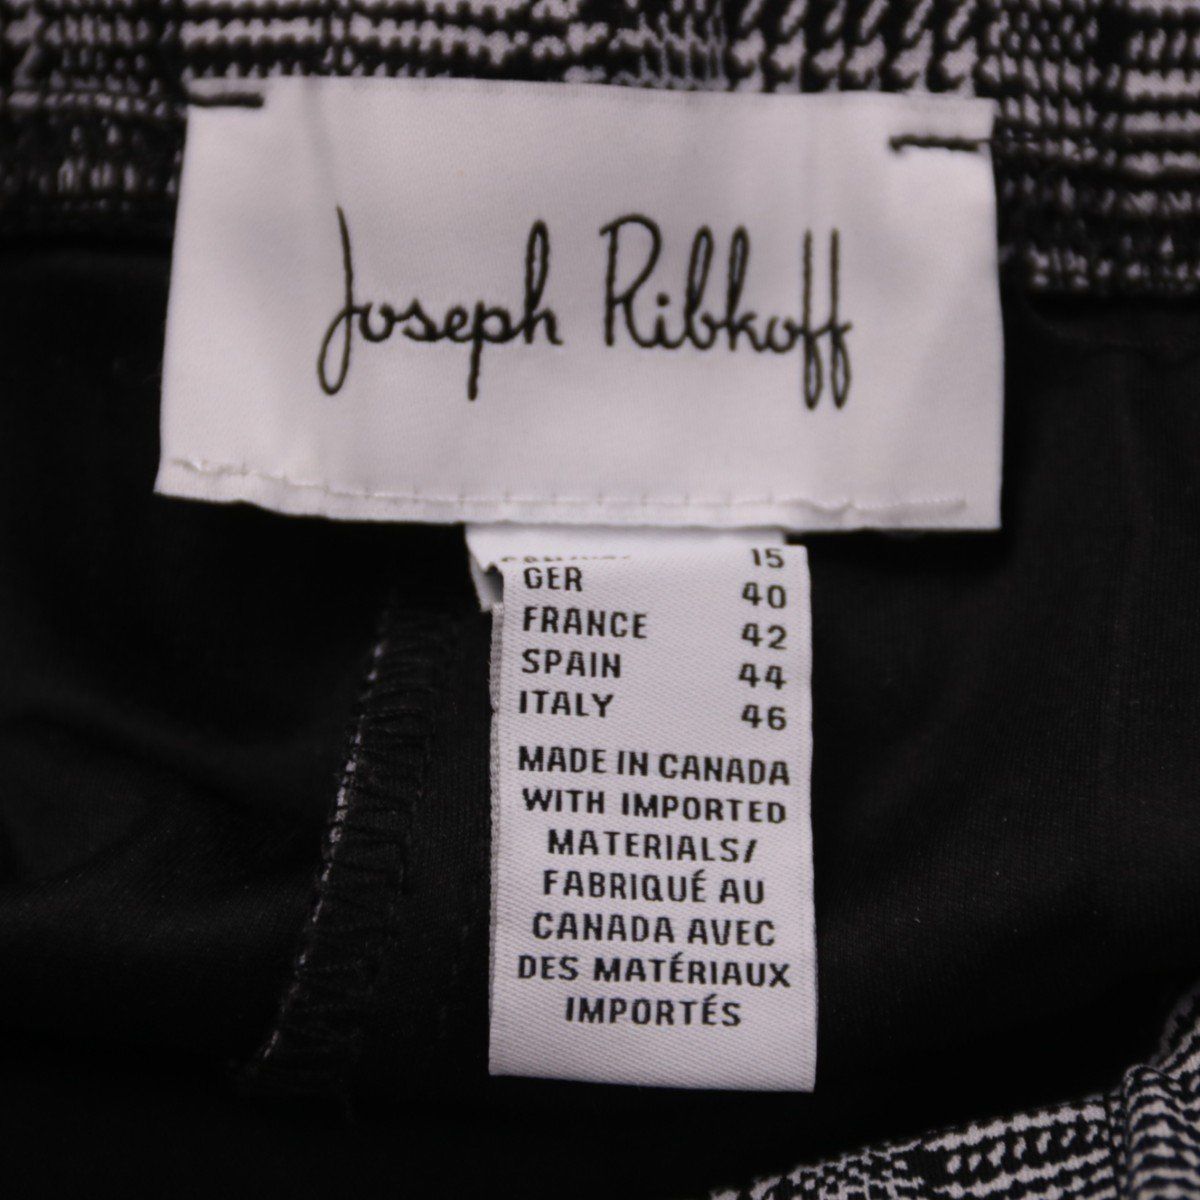 Joseph Ribkoff
15
GER 40
FRANCE 42
SPAIN 44
ITALY 46
MADE IN CANADA
WITH IMPORTED
MATERIALS/
FABRIQUÉ AU
CANADA AVEC
DES MATÉRIAUX
IMPORTÉS